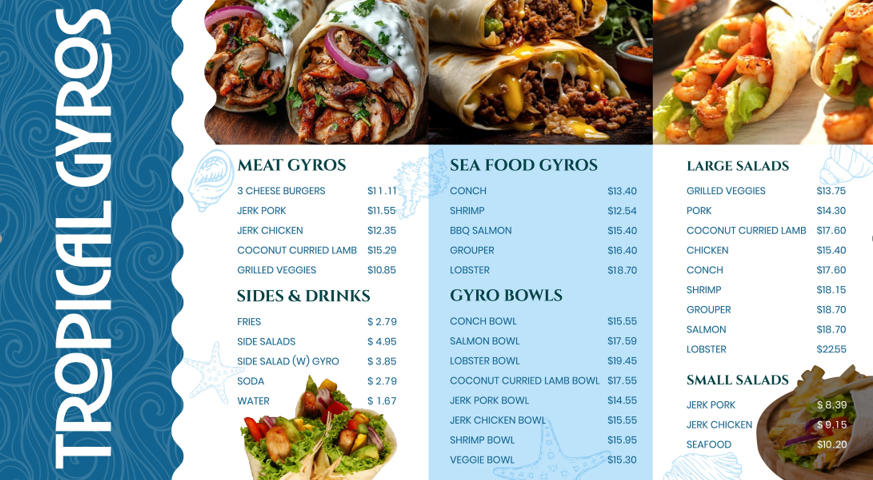 TROPICAL GYROS
MEAT GYROS
3 CHEESE BURGERS $11.11
JERK PORK $11.55
JERK CHICKEN $12.35
COCONUT CURRIED LAMB $15.29
GRILLED VEGGIES $10.85
SIDES & DRINKS
FRIES $ 2.79
SIDE SALADS $ 4.95
SIDE SALAD (W) GYRO $ 3.85
SODA $ 2.79
WATER $ 1.67
SEA FOOD GYROS
CONCH $13.40
SHRIMP $12.54
BBQ SALMON $15.40
GROUPER $16.40
LOBSTER $18.70
GYRO BOWLS
CONCH BOWL $15.55
SALMON BOWL $17.59
LOBSTER BOWL $19.45
COCONUT CURRIED LAMB BOWL $17.55
JERK PORK BOWL $14.55
JERK CHICKEN BOWL $15.55
SHRIMP BOWL $15.95
VEGGIE BOWL $15.30
LARGE SALADS
GRILLED VEGGIES $13.75
PORK $14.30
COCONUT CURRIED LAMB $17.60
CHICKEN $15.40
CONCH $17.60
SHRIMP $18.15
GROUPER $18.70
SALMON $18.70
LOBSTER $22.55
SMALL SALADS
JERK PORK $ 8.39
JERK CHICKEN $ 9.15
SEAFOOD $10.20